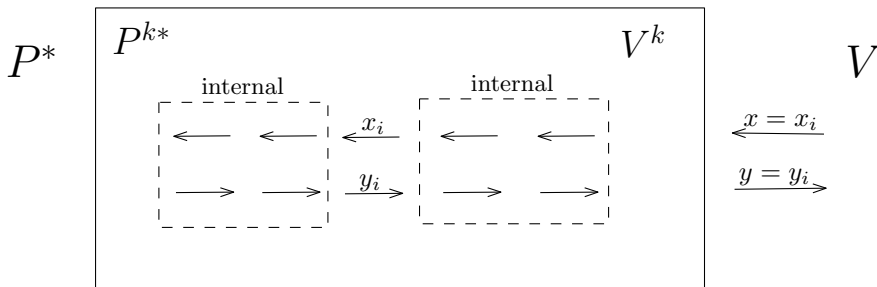 P*
P^{k*}
V^k
V
internal
internal
x_i
y_i
x = x_i
y = y_i